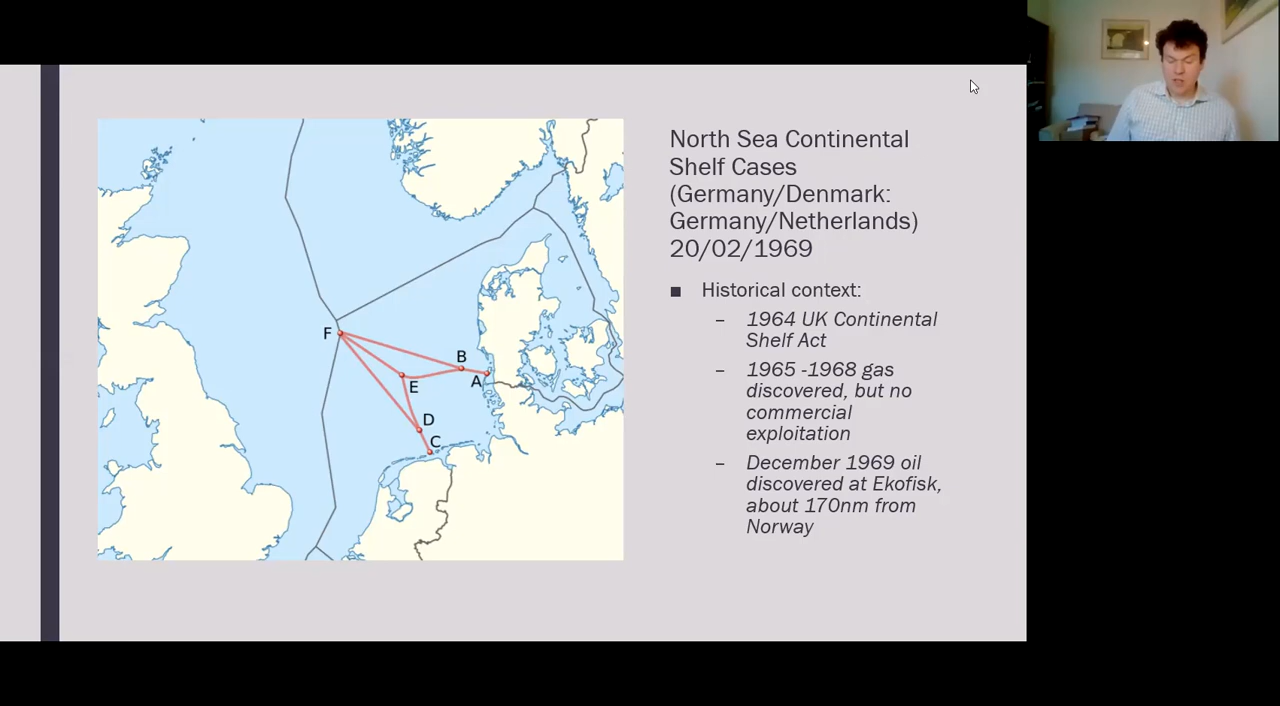 North Sea Continental
Shelf Cases
(Germany/Denmark:
Germany/Netherlands)
20/02/1969
■ Historical context:
– 1964 UK Continental
Shelf Act
– 1965 -1968 gas
discovered, but no
commercial
exploitation
– December 1969 oil
discovered at Ekofisk,
about 170nm from
Norway
F
B
A
E
D
C